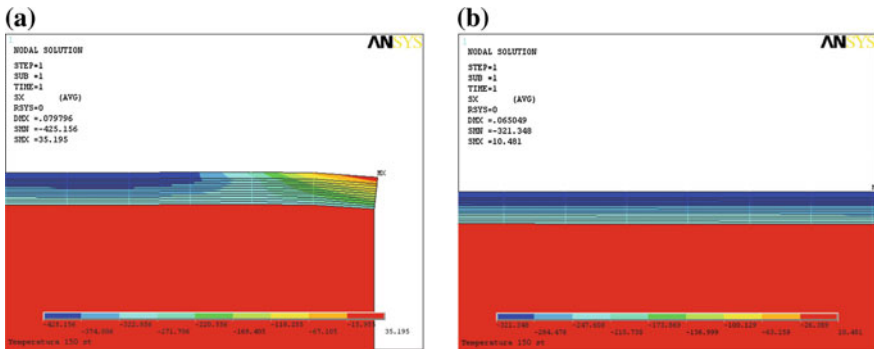 (a)
1
ANSYS
NODAL SOLUTION
STEP=1
SUB =1
TIME=1
SX (AVG)
RSYS=0
DMX =.079796
SMN =-425.156
SMX =35.195
MX
-425.156 -322.856 -220.556 -118.255 -15.955
-374.006 -271.706 -169.405 -67.105 35.195
Temperatura 150 st
(b)
1
ANSYS
NODAL SOLUTION
STEP=1
SUB =1
TIME=1
SX (AVG)
RSYS=0
DMX =.065049
SMN =-321.348
SMX =10.481
-321.348 -247.608 -173.869 -100.129 -26.389
-284.478 -210.738 -136.999 -63.259 10.481
Temperatura 150 st